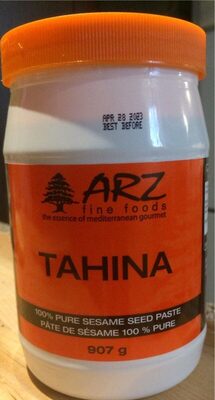 APR 28 2023
BEST BEFORE
ARZ
fine foods
the essence of mediterranean gourmet
TAHINA
100% PURE SESAME SEED PASTE
PÂTE DE SÉSAME 100 % PURE
907 g